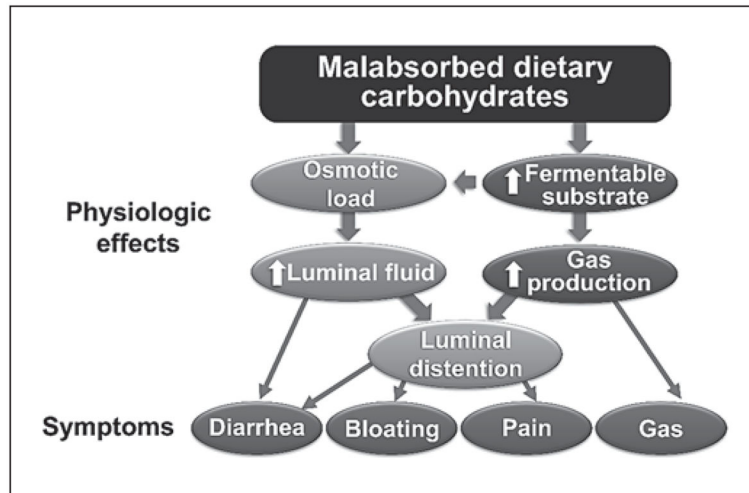 Malabsorbed dietary
carbohydrates
Osmotic
load
↑Fermentable
substrate
Physiologic
effects
↑Luminal fluid
↑ Gas
production
Luminal
distention
Symptoms
Diarrhea
Bloating
Pain
Gas